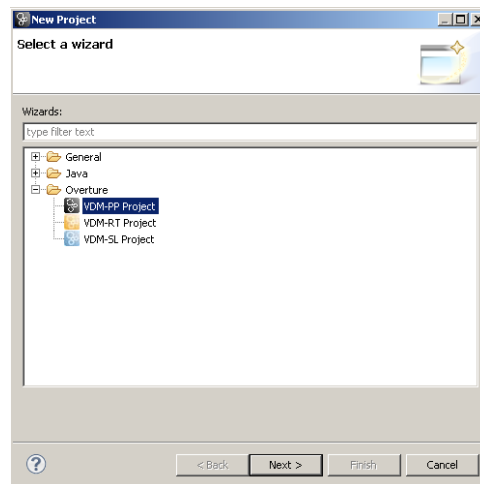 New Project
Select a wizard
Wizards:
type filter text
General
Java
Overture
VDM-PP Project
VDM-RT Project
VDM-SL Project
?
< Back Next > Finish Cancel